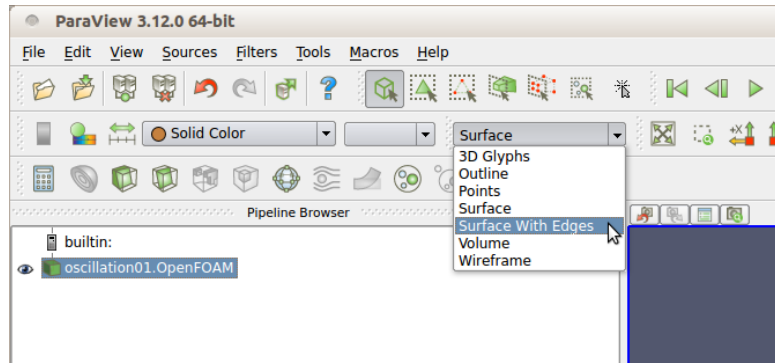 ParaView 3.12.0 64-bit
File Edit View Sources Filters Tools Macros Help
Solid Color Surface
3D Glyphs
Outline
Points
Surface
Surface With Edges
Volume
Wireframe
Pipeline Browser
builtin:
oscillation01.OpenFOAM